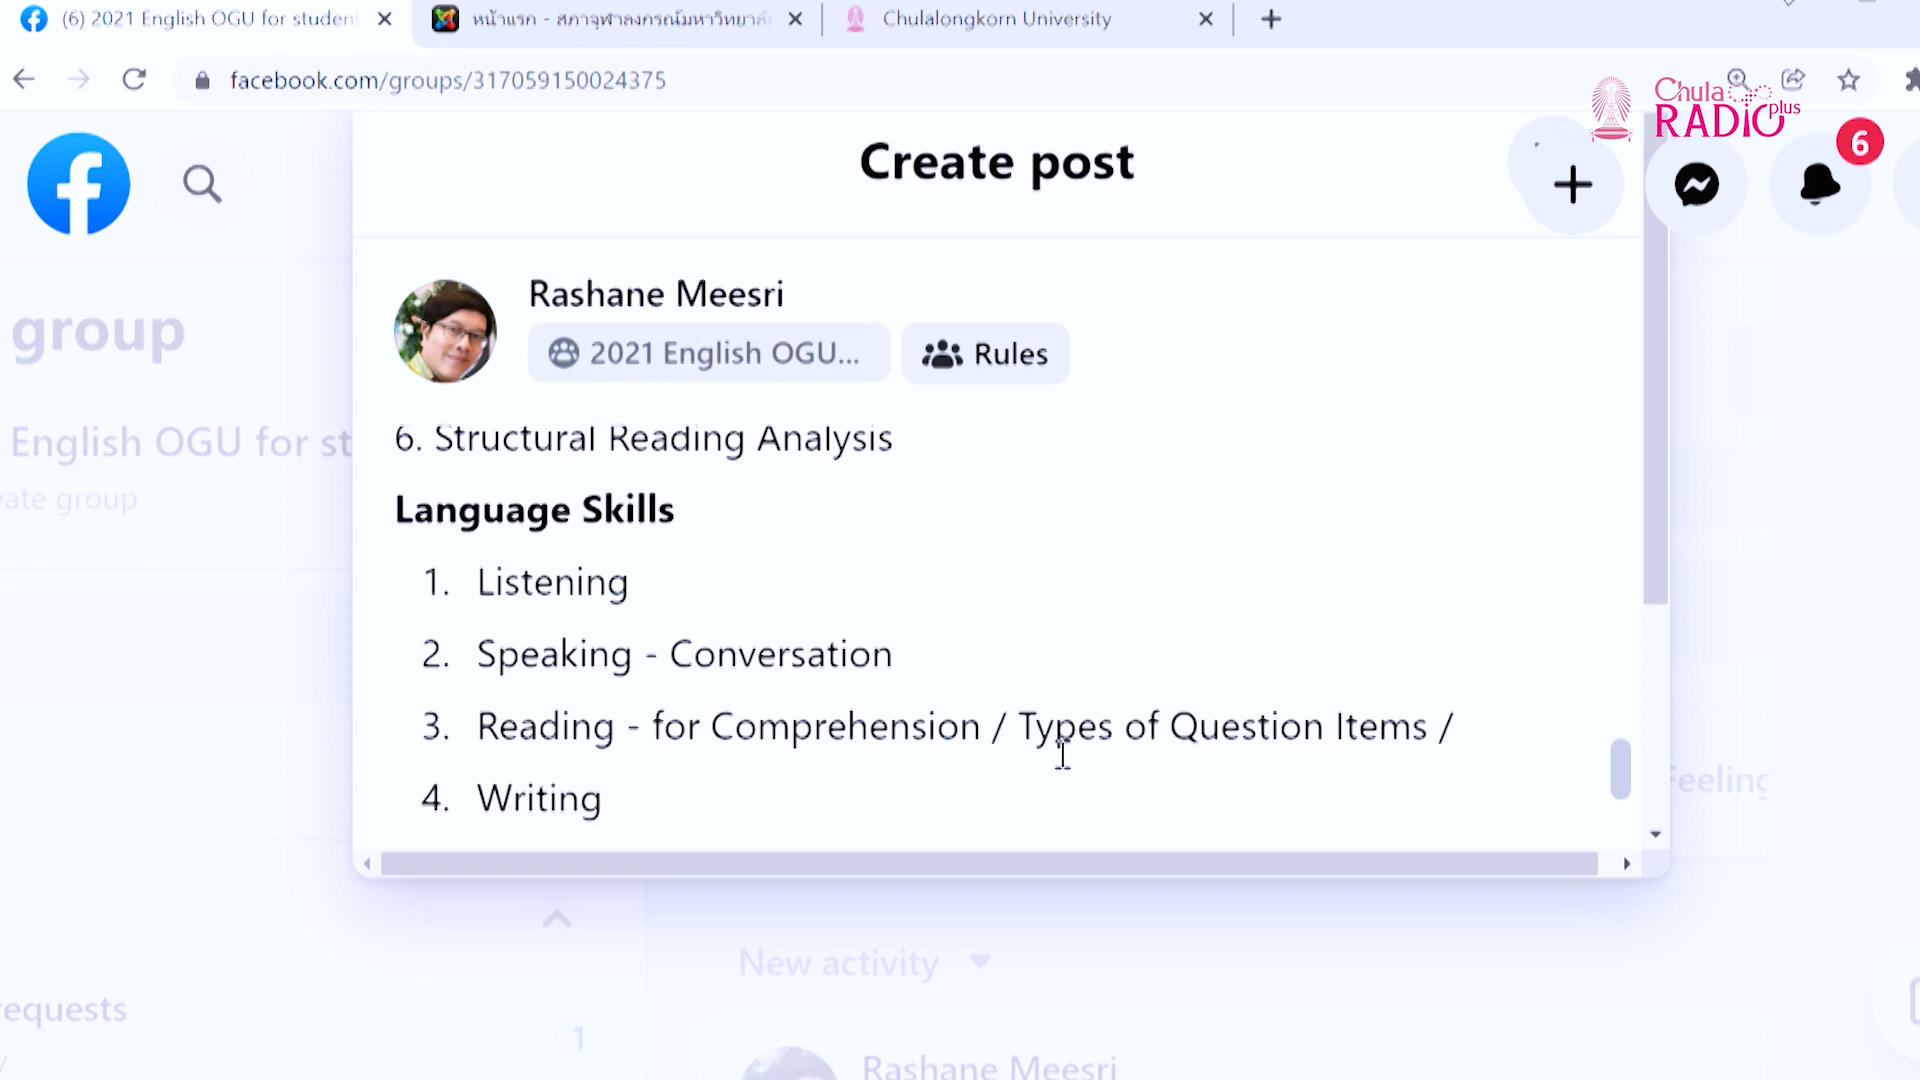 (6) 2021 English OGU for student
หน้าแรก - สภาจุฬาลงกรณ์มหาวิทยาลั
Chulalongkorn University
facebook.com/groups/317059150024375
Chula
RADIO plus
Create post
6
group
Rashane Meesri
2021 English OGU...
Rules
English OGU for st
vate group
6. Structural Reading Analysis
Language Skills
1. Listening
2. Speaking - Conversation
3. Reading - for Comprehension / Types of Question Items /
4. Writing
Feeling
New activity
requests
1
Rashane Meesri